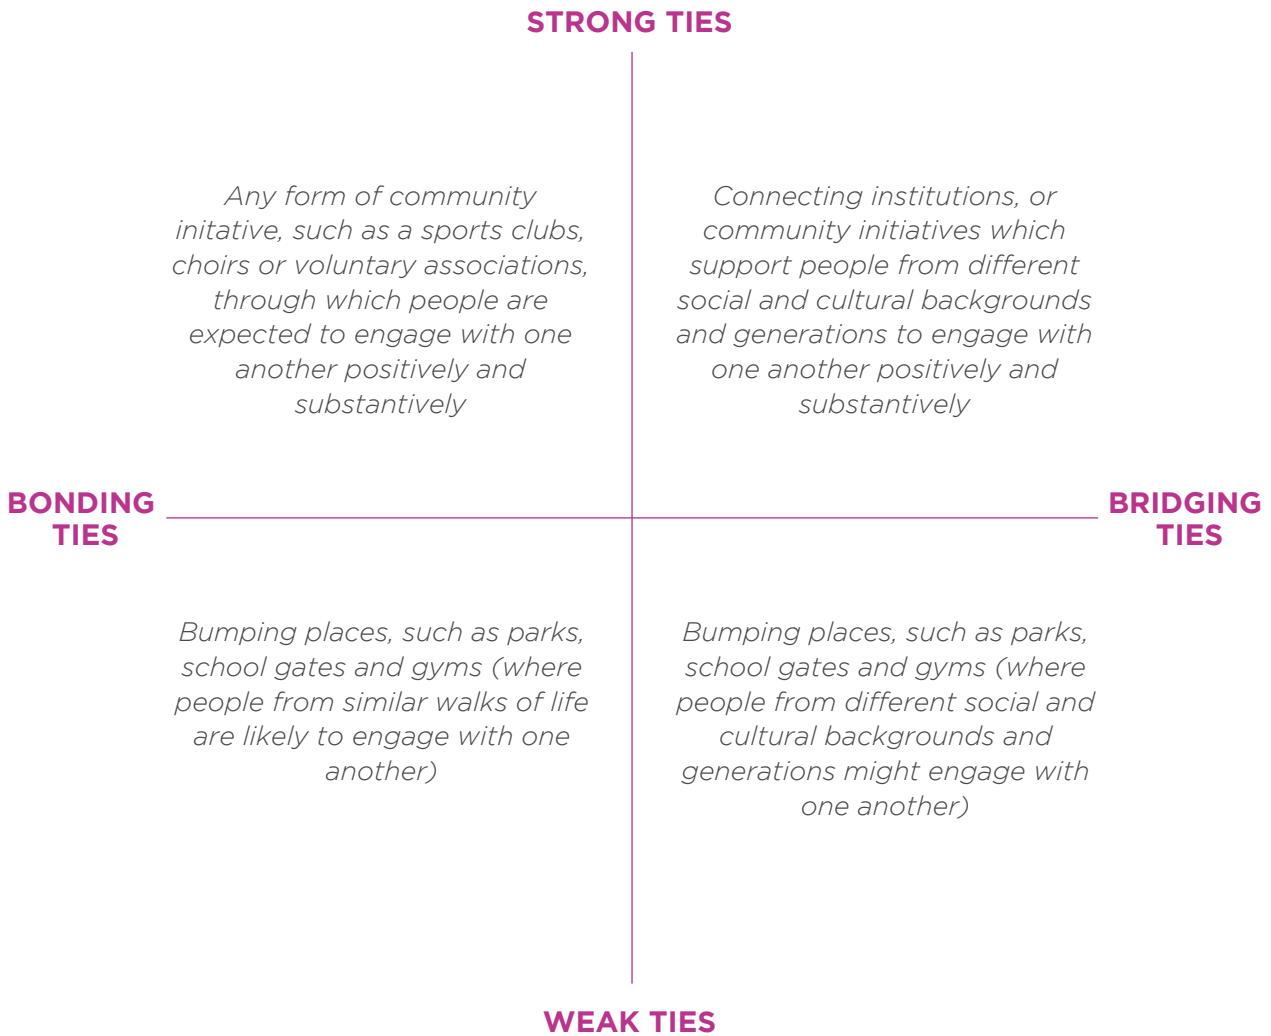 STRONG TIES
Any form of community
initative, such as a sports clubs,
choirs or voluntary associations,
through which people are
expected to engage with one
another positively and
substantively
Connecting institutions, or
community initiatives which
support people from different
social and cultural backgrounds
and generations to engage with
one another positively and
substantively
BONDING
TIES
BRIDGING
TIES
Bumping places, such as parks,
school gates and gyms (where
people from similar walks of life
are likely to engage with one
another)
Bumping places, such as parks,
school gates and gyms (where
people from different social and
cultural backgrounds and
generations might engage with
one another)
WEAK TIES